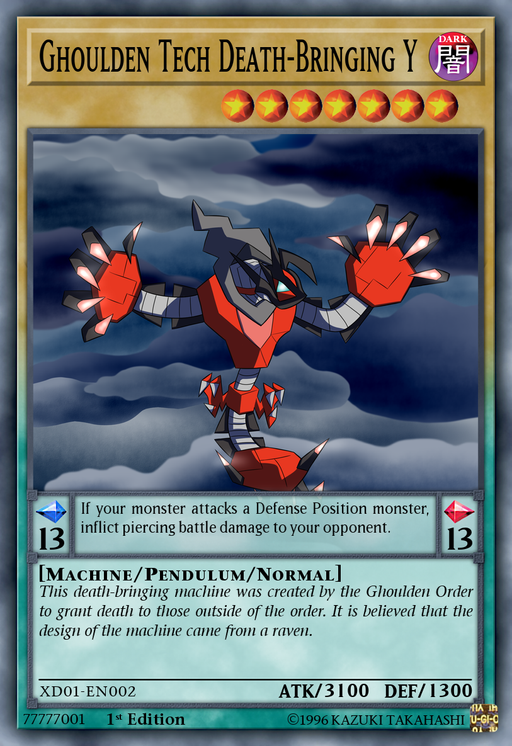 Ghoulden Tech Death-Bringing Y
DARK
闇
If your monster attacks a Defense Position monster,
inflict piercing battle damage to your opponent.
13
13
[Machine/Pendulum/Normal]
This death-bringing machine was created by the Ghoulden Order
to grant death to those outside of the order. It is believed that the
design of the machine came from a raven.
XD01-EN002
ATK/3100 DEF/1300
77777001
1st Edition
©1996 KAZUKI TAKAHASHI